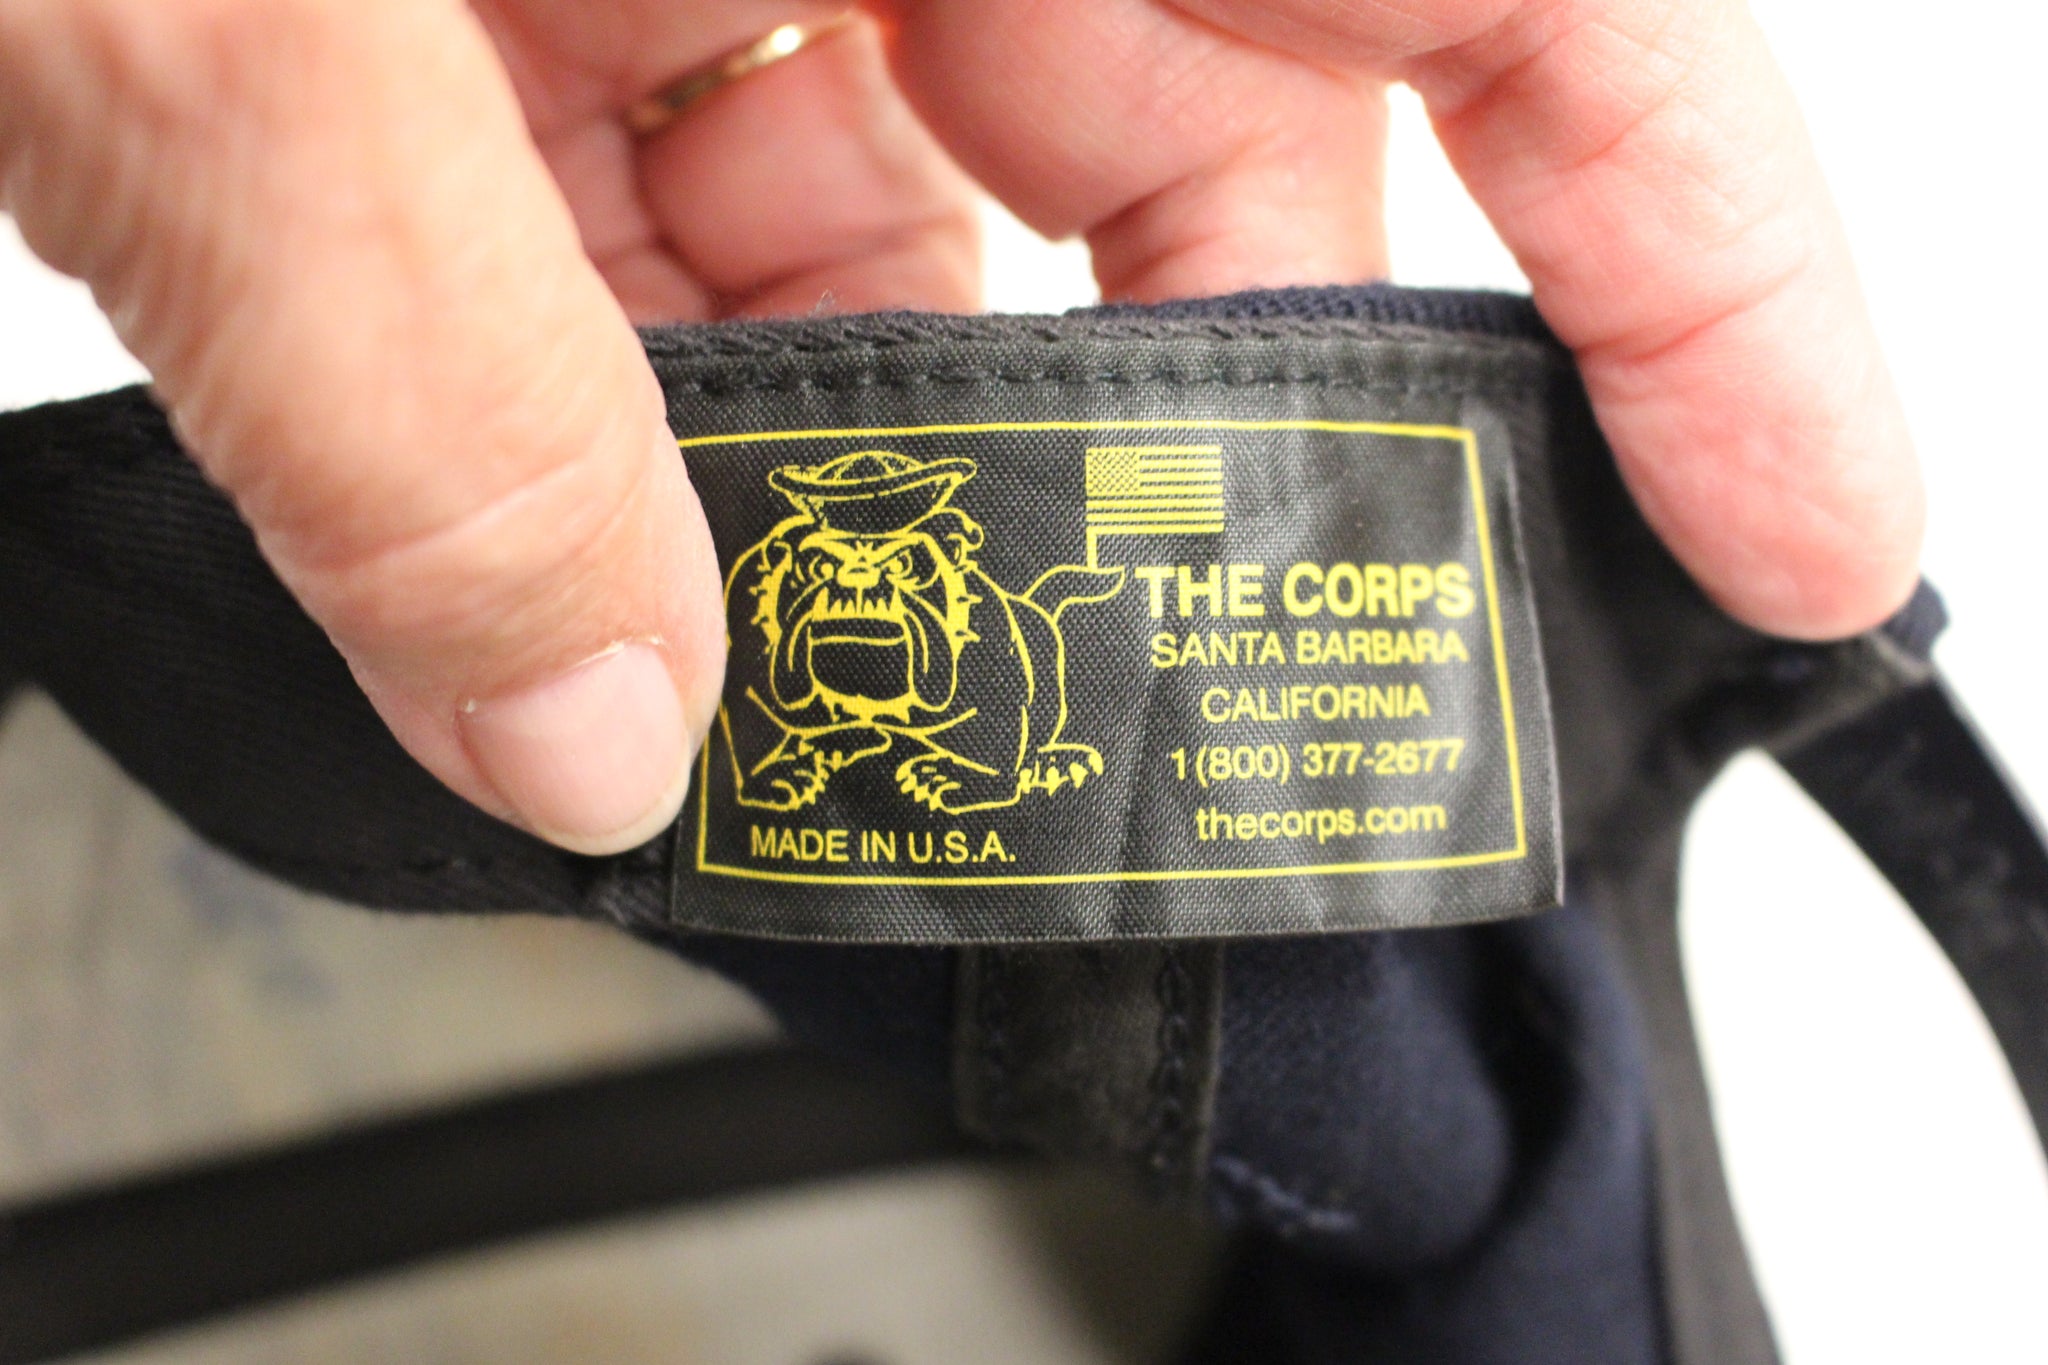 THE CORPS
SANTA BARBARA
CALIFORNIA
1 (800) 377-2677
thecorps.com
MADE IN U.S.A.